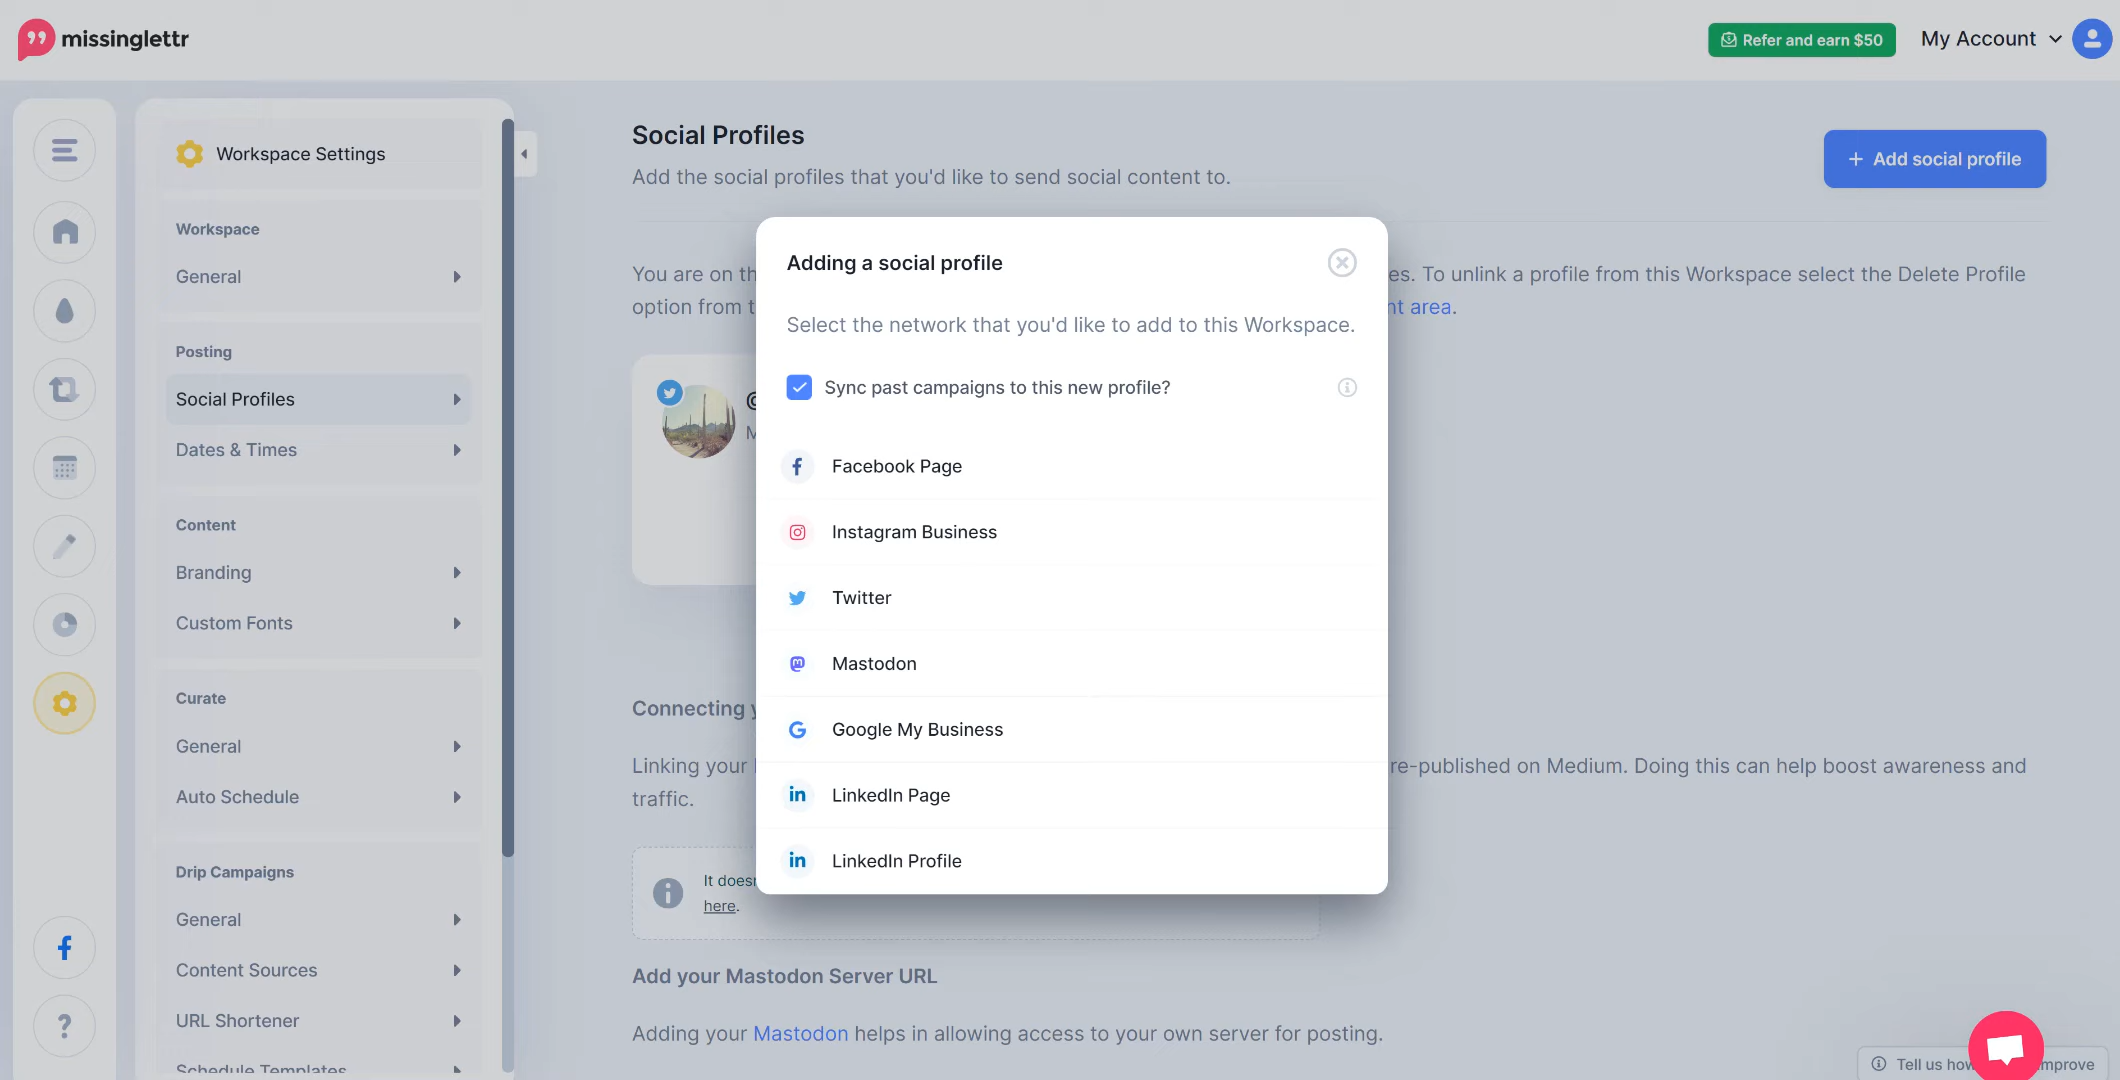 missinglettr
Refer and earn $50
My Account
Workspace Settings
Workspace
General
Posting
Social Profiles
Dates & Times
Content
Branding
Custom Fonts
Curate
General
Auto Schedule
Drip Campaigns
General
Content Sources
URL Shortener
Schedule Templates
Social Profiles
Add the social profiles that you'd like to send social content to.
+ Add social profile
You are on th
es. To unlink a profile from this Workspace select the Delete Profile
option from t
nt area.
@
M
Connecting y
Linking your
re-published on Medium. Doing this can help boost awareness and
traffic.
It doesn
here.
Add your Mastodon Server URL
Adding your Mastodon helps in allowing access to your own server for posting.
Adding a social profile
Select the network that you'd like to add to this Workspace.
Sync past campaigns to this new profile?
Facebook Page
Instagram Business
Twitter
Mastodon
Google My Business
LinkedIn Page
LinkedIn Profile
Tell us how
mprove